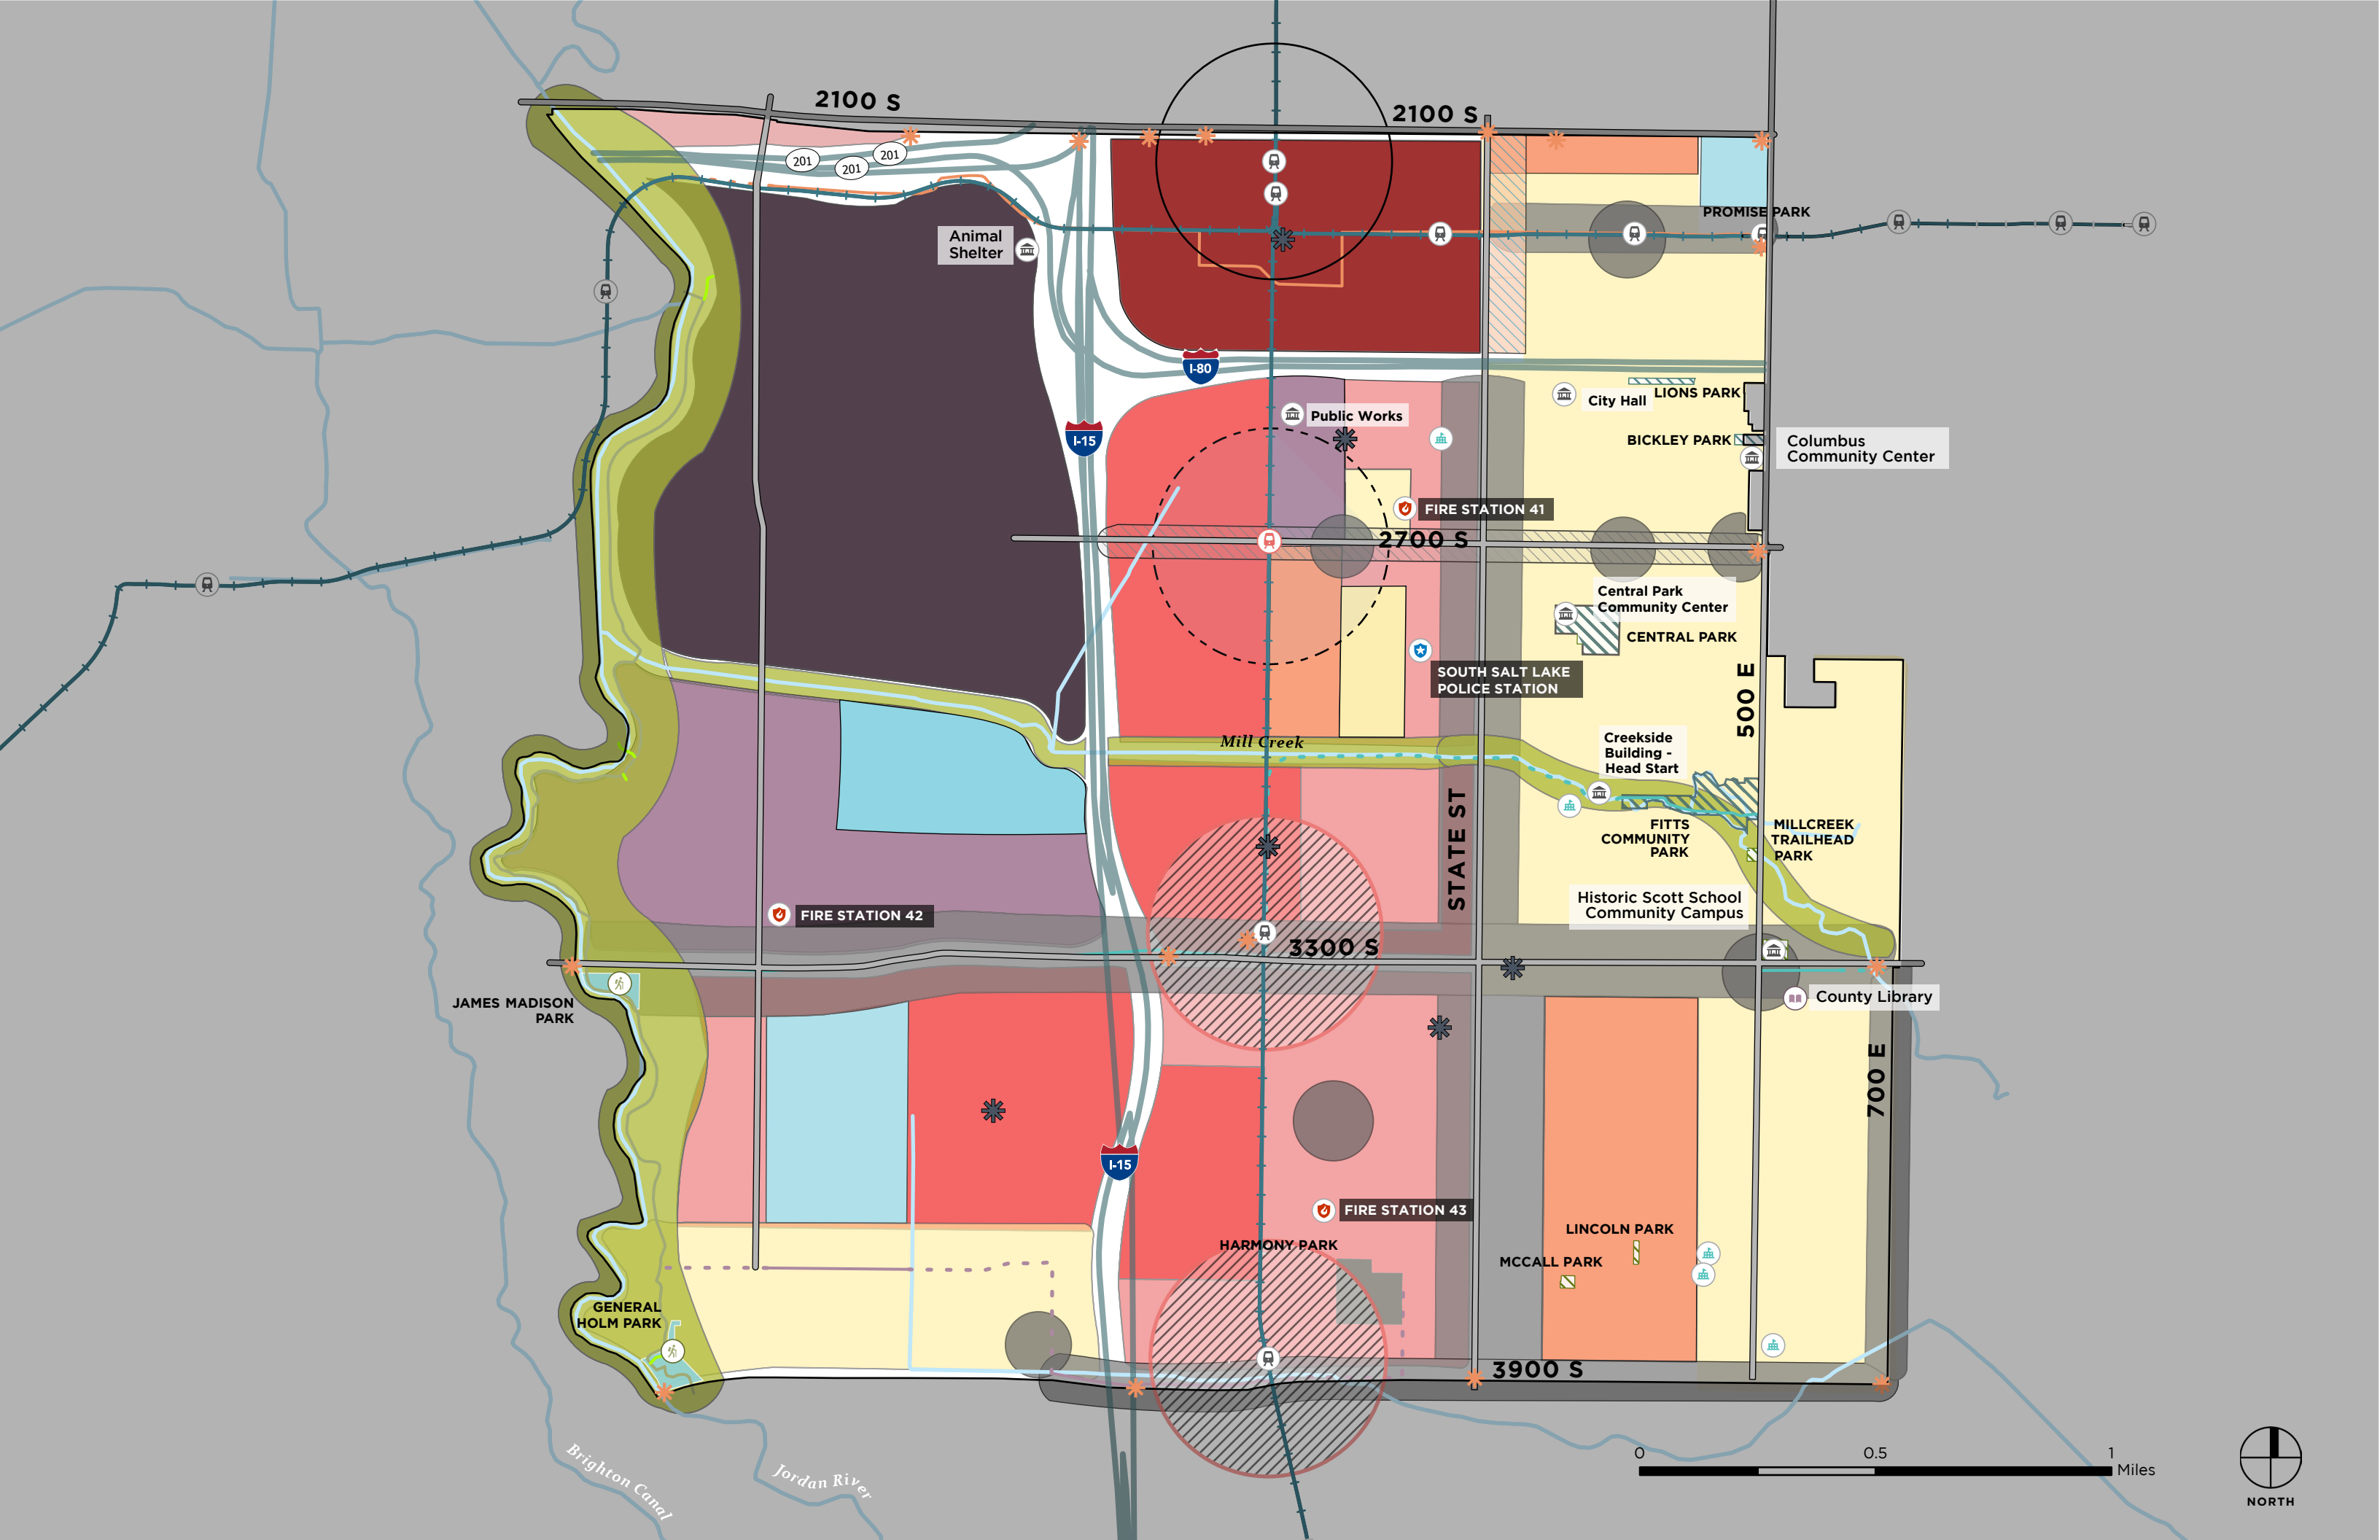 2100 S
2100 S
201
201
201
PROMISE PARK
Animal
Shelter
I-80
LIONS PARK
City Hall
Public Works
I-15
BICKLEY PARK
Columbus
Community Center
FIRE STATION 41
2700 S
Central Park
Community Center
CENTRAL PARK
SOUTH SALT LAKE
POLICE STATION
500 E
Mill Creek
Creekside
Building -
Head Start
STATE ST
FITTS
COMMUNITY
PARK
MILLCREEK
TRAILHEAD
PARK
Historic Scott School
Community Campus
FIRE STATION 42
3300 S
JAMES MADISON
PARK
County Library
700 E
I-15
FIRE STATION 43
LINCOLN PARK
HARMONY PARK
MCCALL PARK
GENERAL
HOLM PARK
3900 S
Brighton Canal
Jordan River
0 0.5 1
Miles
NORTH